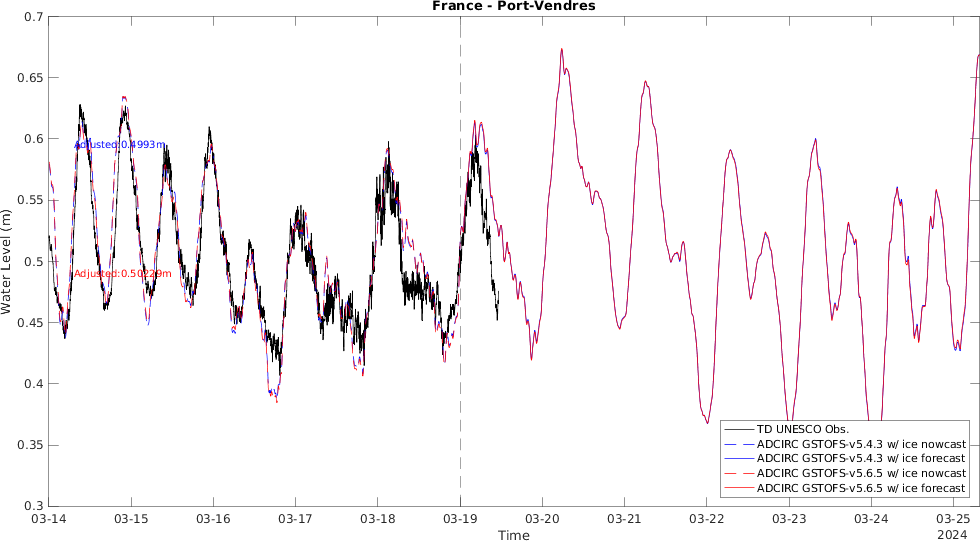 France - Port-Vendres
Water Level (m)
0.7
0.65
0.6
0.55
0.5
0.45
0.4
0.35
0.3
Adjusted:0.4993m
Adjusted:0.50229m
TD UNESCO Obs.
ADCIRC GSTOFS-v5.4.3 w/ ice nowcast
ADCIRC GSTOFS-v5.4.3 w/ ice forecast
ADCIRC GSTOFS-v5.6.5 w/ ice nowcast
ADCIRC GSTOFS-v5.6.5 w/ ice forecast
03-14 03-15 03-16 03-17 03-18 03-19 03-20 03-21 03-22 03-23 03-24 03-25
Time
2024